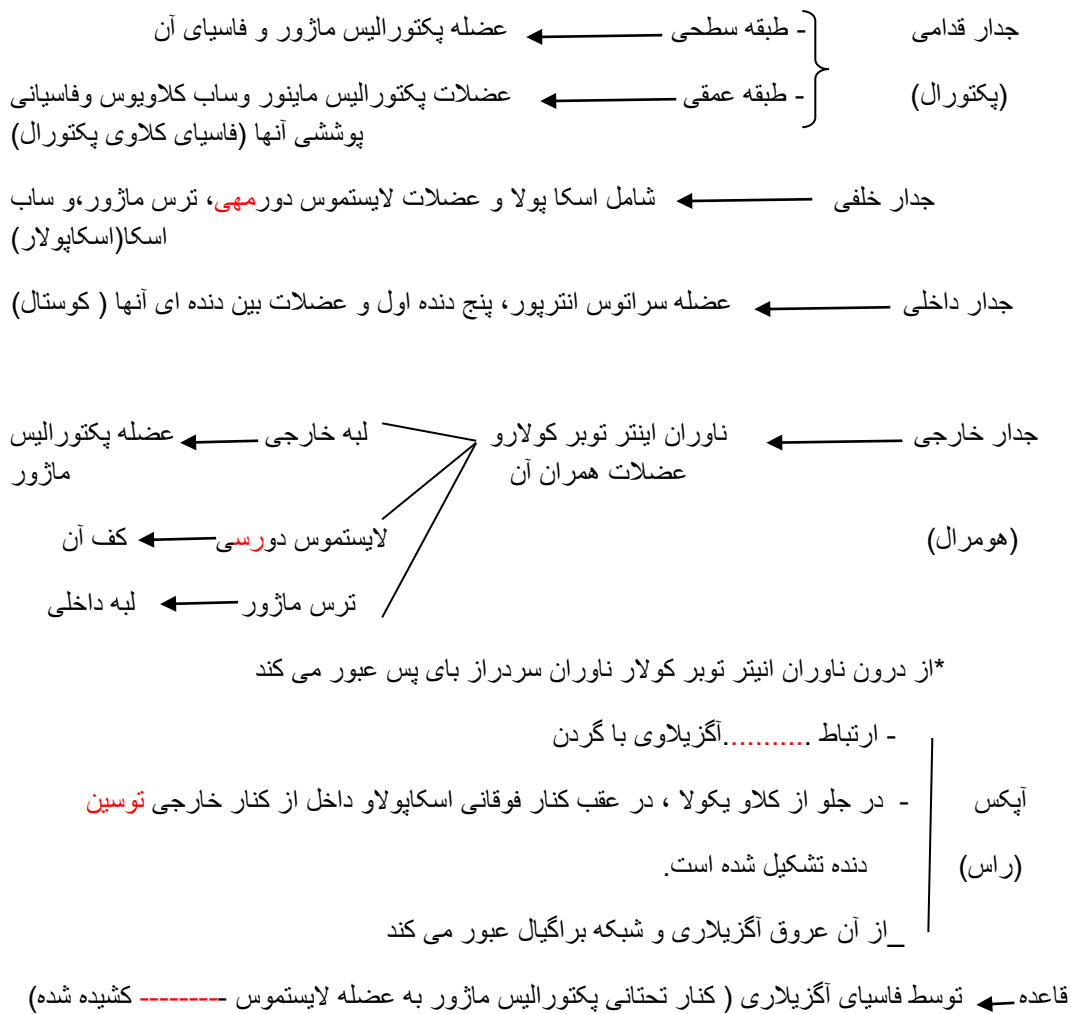 جدار قدامی - طبقه سطحی عضله پکتورالیس ماژور و فاسیای آن
(پکتورال) - طبقه عمقی عضلات پکتورالیس ماینور وساب کلاویوس وفاسیانی
پوششی آنها (فاسیای کلاوی پکتورال)
جدار خلفی شامل اسکا پولا و عضلات لایستموس دورمهی، ترس ماژور،و ساب
اسکا(اسکاپولار)
جدار داخلی عضله سراتوس انتریور، پنج دنده اول و عضلات بین دنده ای آنها ( کوستال)
جدار خارجی ناوران اینتر توبر کولارو لبه خارجی عضله پکتورالیس
عضلات همران آن ماژور
(هومرال) لایستموس دورسی کف آن
ترس ماژور لبه داخلی
*از درون ناوران انیتر توبر کولار ناوران سردراز بای پس عبور می کند
- ارتباط ..........آگزیلاوی با گردن
آپکس - در جلو از کلاو یکولا ، در عقب کنار فوقانی اسکاپولاو داخل از کنار خارجی توسین
(راس) دنده تشکیل شده است.
_از آن عروق آگزیلاری و شبکه براگیال عبور می کند
قاعده توسط فاسیای آگزیلاری ( کنار تحتانی پکتورالیس ماژور به عضله لایستموس --------- کشیده شده)